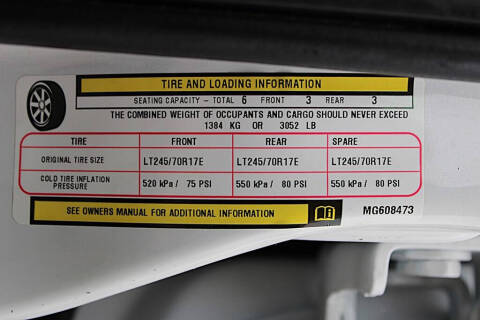 TIRE AND LOADING INFORMATION
SEATING CAPACITY - TOTAL 6 FRONT 3 REAR 3
THE COMBINED WEIGHT OF OCCUPANTS AND CARGO SHOULD NEVER EXCEED
1384 KG OR 3052 LB
TIRE FRONT REAR SPARE
ORIGINAL TIRE SIZE LT245/70R17E LT245/70R17E LT245/70R17E
COLD TIRE INFLATION
PRESSURE 520 kPa / 75 PSI 550 kPa / 80 PSI 550 kPa / 80 PSI
SEE OWNERS MANUAL FOR ADDITIONAL INFORMATION
MG608473